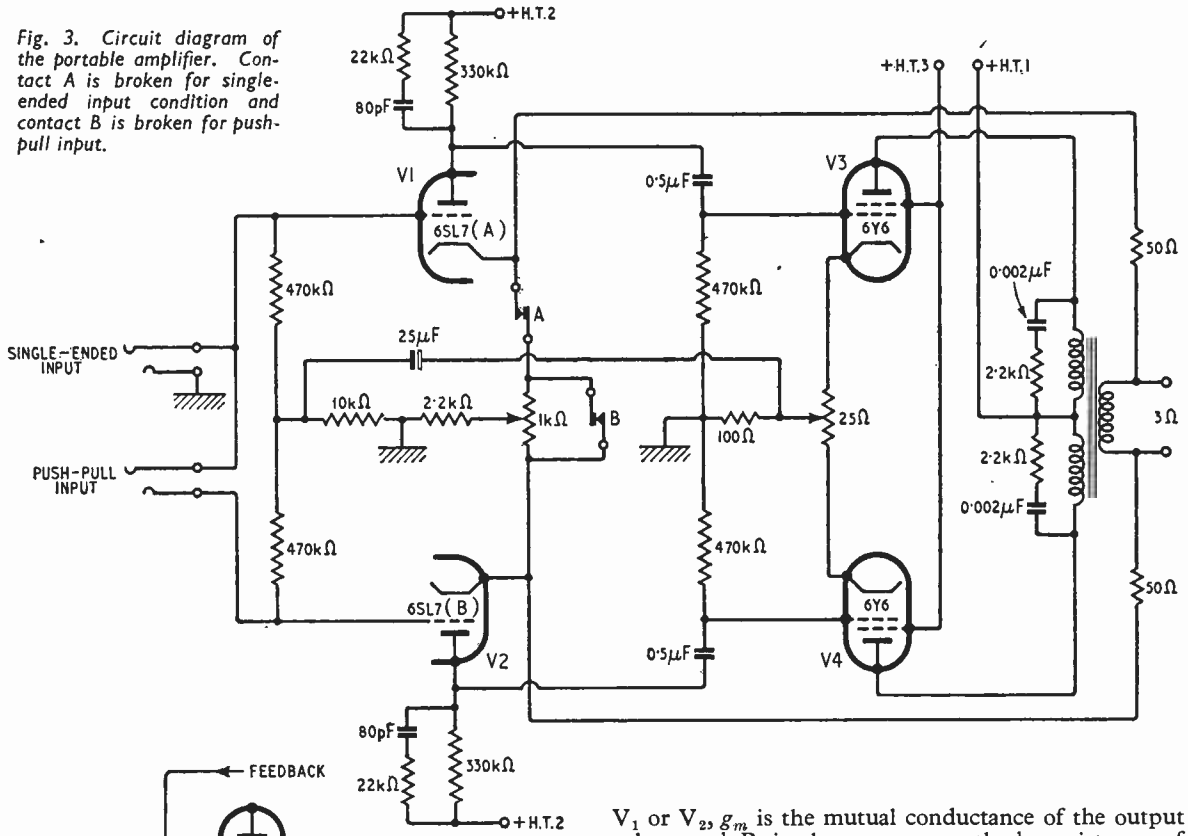 Fig. 3. Circuit diagram of
the portable amplifier. Con-
tact A is broken for single-
ended input condition and
contact B is broken for push-
pull input.
+H.T.2
22kΩ
330kΩ
80pF
+H.T.3
+H.T.1
V1
6SL7(A)
0·5μF
V3
6Y6
50Ω
470kΩ
470kΩ
0·002μF
A
SINGLE-ENDED
INPUT
25μF
2·2kΩ
10kΩ
2·2kΩ
1kΩ
B
100Ω
25Ω
3Ω
PUSH-PULL
INPUT
2·2kΩ
0·002μF
470kΩ
470kΩ
50Ω
6SL7(B)
6Y6
V2
0·5μF
V4
80pF
330kΩ
22kΩ
FEEDBACK
+H.T.2
V1 or V2, gm is the mutual conductance of the output